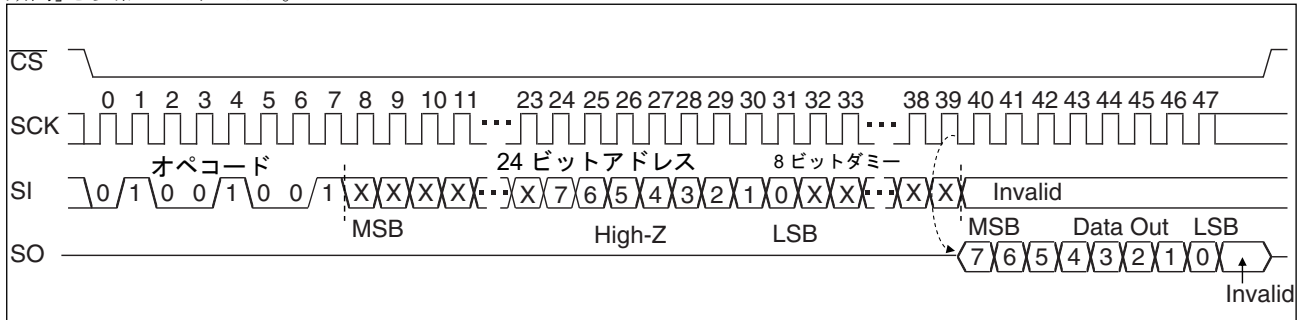 CS
0 1 2 3 4 5 6 7 8 9 10 11 23 24 25 26 27 28 29 30 31 32 33 38 39 40 41 42 43 44 45 46 47
SCK
オペコード 24 ビットアドレス 8 ビットダミー
SI 0 1 0 0 1 0 0 1 X X X X X 7 6 5 4 3 2 1 0 X X X X Invalid
MSB High-Z LSB MSB Data Out LSB
SO 7 6 5 4 3 2 1 0
Invalid